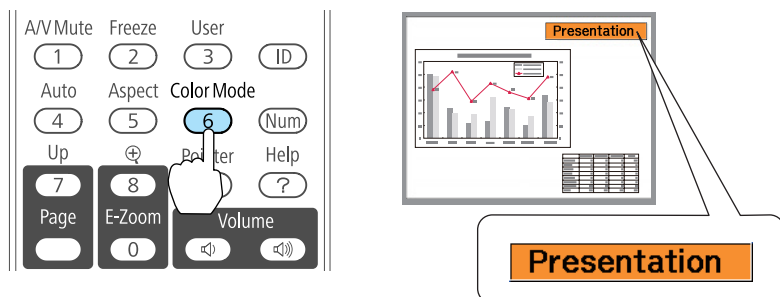 A/V Mute Freeze User
1 2 3 ID
Auto Aspect Color Mode
4 5 6 Num
Up Help
7 8 ?
Page E-Zoom Volume
0
Presentation
Presentation